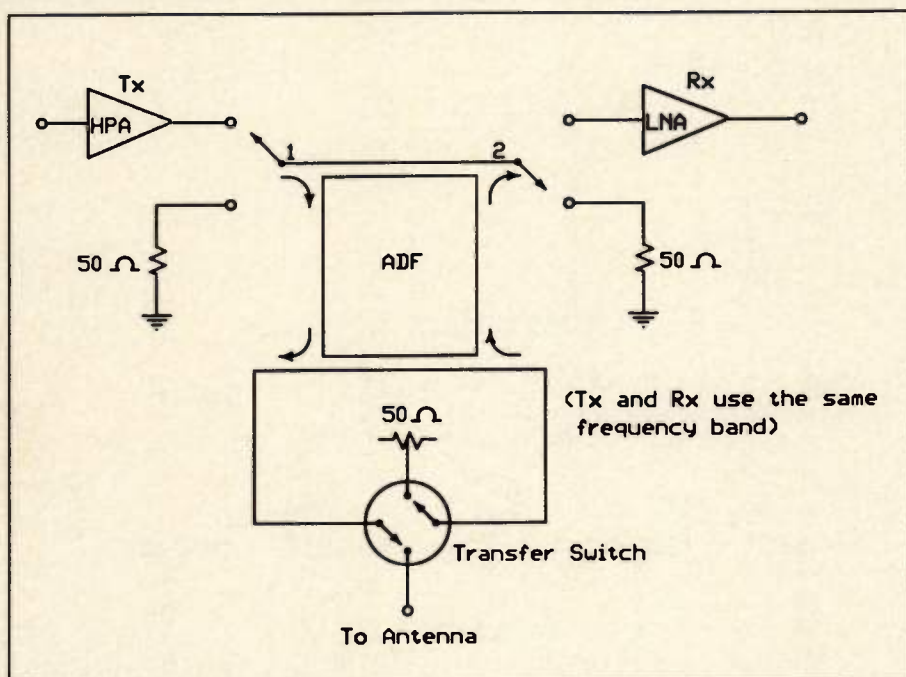 Tx
HPA
Rx
LNA
1
2
50 Ω
ADF
50 Ω
(Tx and Rx use the same
frequency band)
50 Ω
Transfer Switch
To Antenna